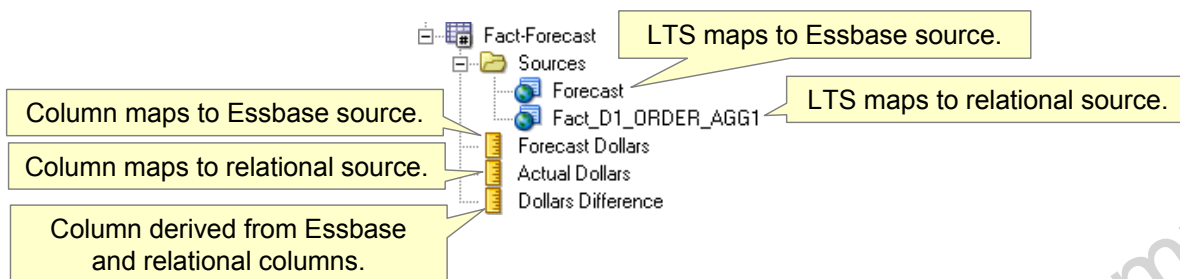 Fact-Forecast
LTS maps to Essbase source.
Sources
Forecast
Fact_D1_ORDER_AGG1
LTS maps to relational source.
Column maps to Essbase source.
Forecast Dollars
Column maps to relational source.
Actual Dollars
Dollars Difference
Column derived from Essbase
and relational columns.